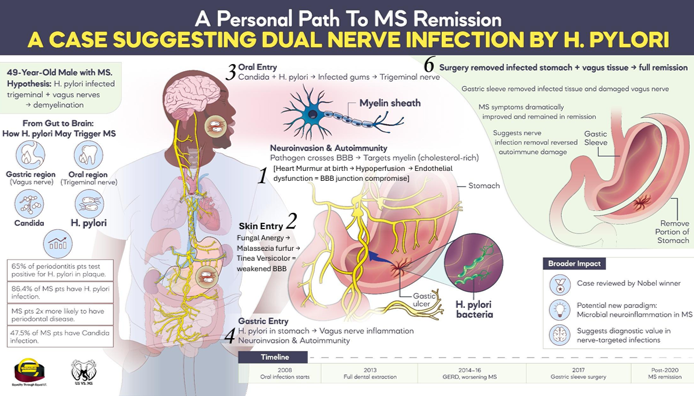 A Personal Path To MS Remission
A CASE SUGGESTING DUAL NERVE INFECTION BY H. PYLORI
49-Year-Old Male with MS.
Hypothesis: H. pylori infected
trigeminal + vagus nerves
→ demyelination
From Gut to Brain:
How H. pylori May Trigger MS
Gastric region
(Vagus nerve)
Oral region
(Trigeminal nerve)
Candida
H. pylori
65% of periodontitis pts test
positive for H. pylori in plaque.
86.4% of MS pts have H. pylori
infection.
MS pts 2x more likely to have
periodontal disease.
47.5% of MS pts have Candida
infection.
US VS. MS
3 Oral Entry
Candida + H. pylori → Infected gums → Trigeminal nerve
Myelin sheath
Neuroinvasion & Autoimmunity
Pathogen crosses BBB → Targets myelin (cholesterol-rich)
1 [Heart Murmur at birth → Hypoperfusion → Endothelial
dysfunction = BBB junction compromise]
Skin Entry 2
Fungal Anergy →
Malassezia furfur →
Tinea Versicolor =
weakened BBB
Stomach
Gastric
ulcer
H. pylori
bacteria
4 Gastric Entry
H. pylori in stomach → Vagus nerve inflammation
Neuroinvasion & Autoimmunity
6 Surgery removed infected stomach + vagus tissue → full remission
Gastric sleeve removed infected tissue and damaged vagus nerve
MS symptoms dramatically
improved and remained in remission
Suggests nerve
infection removal reversed
autoimmune damage
Gastic
Sleeve
Remove
Portion of
Stomach
Broader Impact
Case reviewed by Nobel winner
Potential new paradigm:
Microbial neuroinflammation in MS
Suggests diagnostic value in
nerve-targeted infections
Timeline
2008
Oral infection starts
2013
Full dental extraction
2014–16
GERD, worsening MS
2017
Gastric sleeve surgery
Post-2020
MS remission